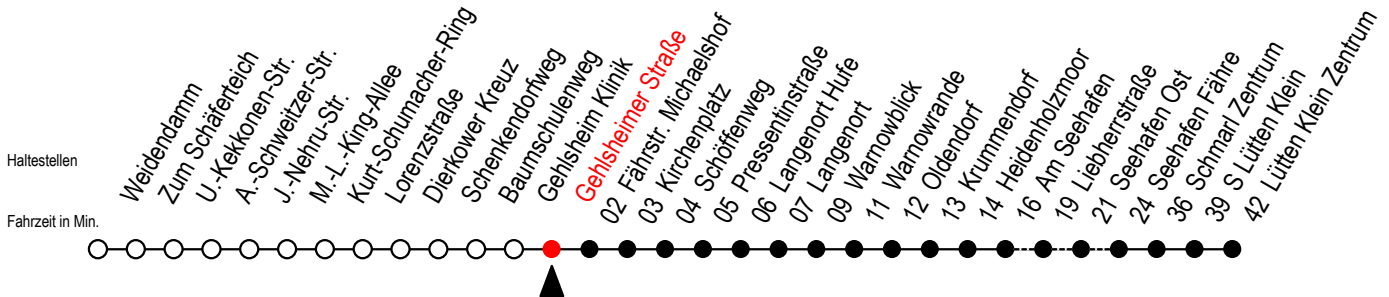 Haltestellen
Fahrzeit in Min.
Weidendamm
Zum Schäferteich
U.-Kekkonen-Str.
A.-Schweitzer-Str.
J.-Nehru-Str.
M.-L.-King-Allee
Kurt-Schumacher-Ring
Lorenzstraße
Dierkower Kreuz
Schenkendorfweg
Baumschulenweg
Gehlsheim Klinik
Gehlsheimer Straße
02 Fährstr. Michaelshof
03 Kirchenplatz
04 Schöffenweg
05 Pressentinstraße
06 Langenort Hufe
07 Langenort
09 Warnowblick
11 Warnowrande
12 Oldendorf
13 Krummendorf
14 Heidenholzmoor
16 Am Seehafen
19 Liebherrstraße
21 Seehafen Ost
24 Seehafen Fähre
36 Schmarl Zentrum
39 S Lütten Klein
42 Lütten Klein Zentrum